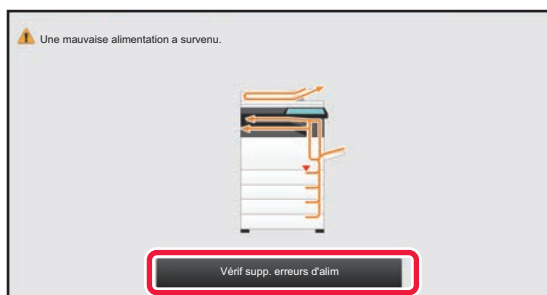 Une mauvaise alimentation a survenu.
Vérif supp. erreurs d'alim